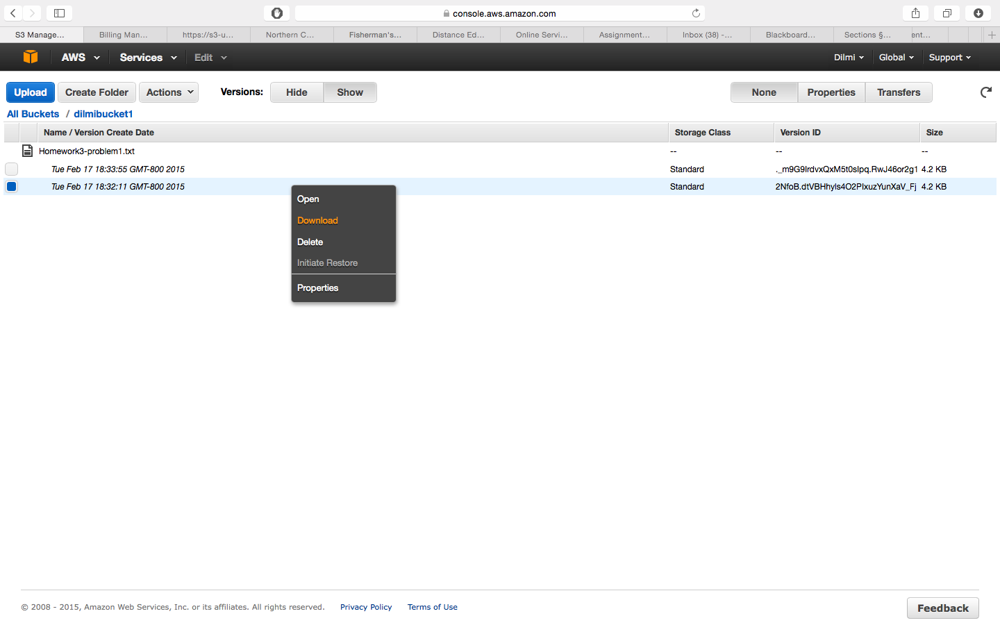 console.aws.amazon.com
S3 Manage... Billing Man... https://s3-u... Northern C... Fisherman's... Distance Ed... Online Servi... Assignment... Inbox (38) -... Blackboard... Sections §... ent...
AWS Services Edit Dilmi Global Support
Upload Create Folder Actions Versions: Hide Show None Properties Transfers
All Buckets / dilmibucket1
Name / Version Create Date Storage Class Version ID Size
Homework3-problem1.txt -- -- --
Tue Feb 17 18:33:55 GMT-800 2015 Standard ._m9G9IrdvxQxM5t0sIpq.RwJ46or2g1 4.2 KB
Tue Feb 17 18:32:11 GMT-800 2015 Standard 2NfoB.dtVBHhyls4O2PIxuzYunXaV_Fj 4.2 KB
Open
Download
Delete
Initiate Restore
Properties
© 2008 - 2015, Amazon Web Services, Inc. or its affiliates. All rights reserved. Privacy Policy Terms of Use Feedback